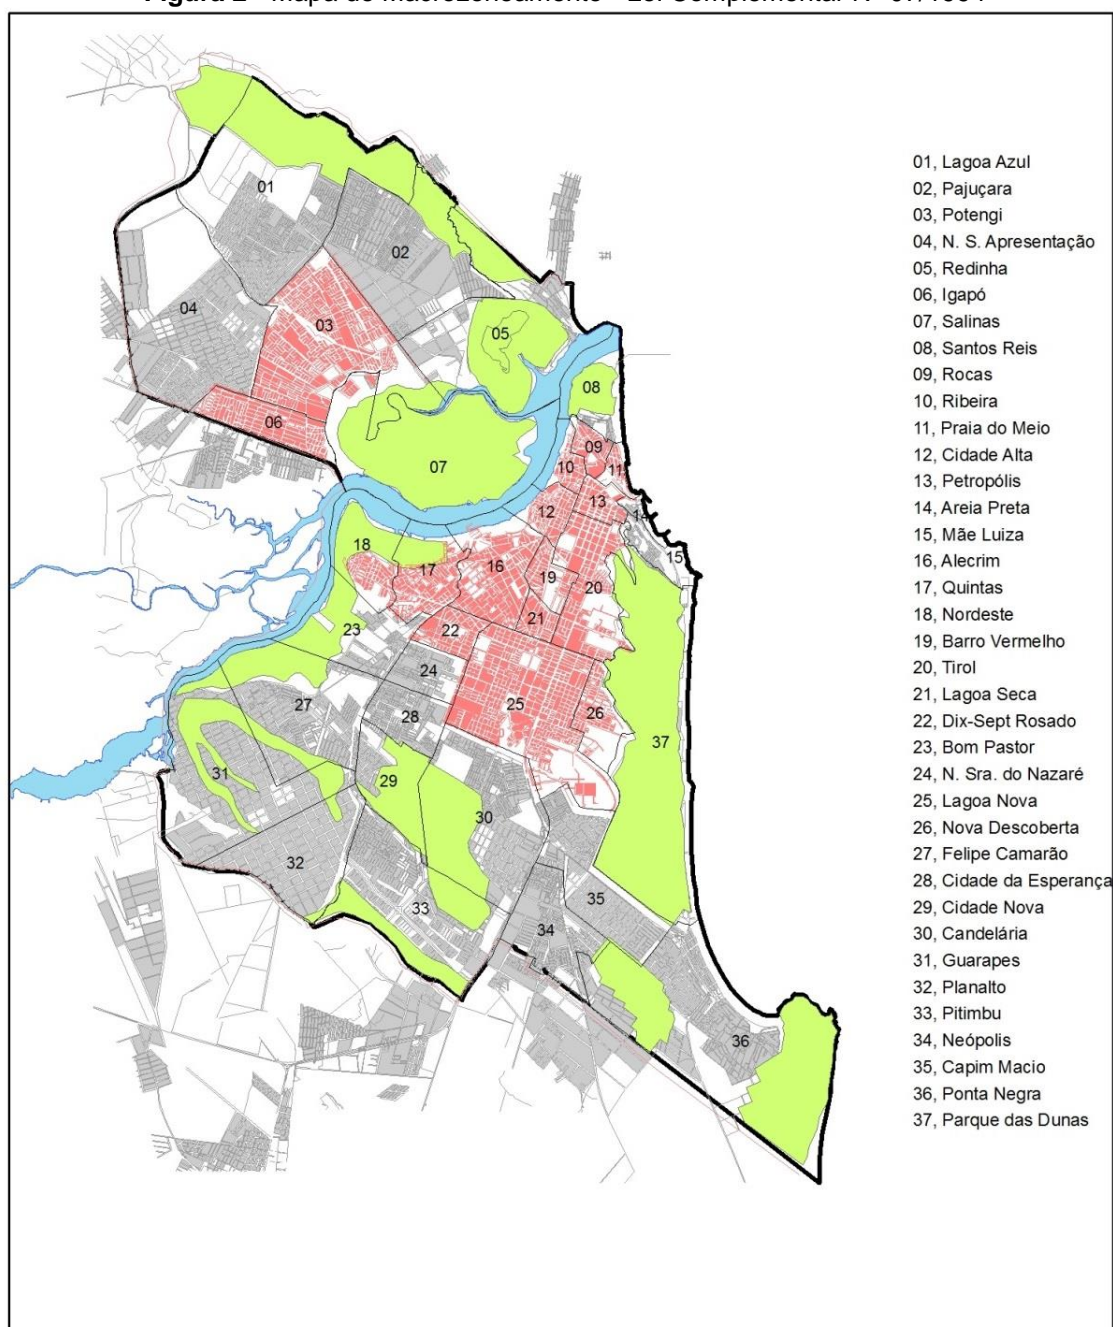 01
02
03
04
05
06
07
08
09
10
11
12
13
14
15
16
17
18
19
20
21
22
23
24
25
26
27
28
29
30
31
32
33
34
35
36
37
01, Lagoa Azul
02, Pajuçara
03, Potengi
04, N. S. Apresentação
05, Redinha
06, Igapó
07, Salinas
08, Santos Reis
09, Rocas
10, Ribeira
11, Praia do Meio
12, Cidade Alta
13, Petropólis
14, Areia Preta
15, Mãe Luiza
16, Alecrim
17, Quintas
18, Nordeste
19, Barro Vermelho
20, Tirol
21, Lagoa Seca
22, Dix-Sept Rosado
23, Bom Pastor
24, N. Sra. do Nazaré
25, Lagoa Nova
26, Nova Descoberta
27, Felipe Camarão
28, Cidade da Esperança
29, Cidade Nova
30, Candelária
31, Guarapes
32, Planalto
33, Pitimbu
34, Neópolis
35, Capim Macio
36, Ponta Negra
37, Parque das Dunas